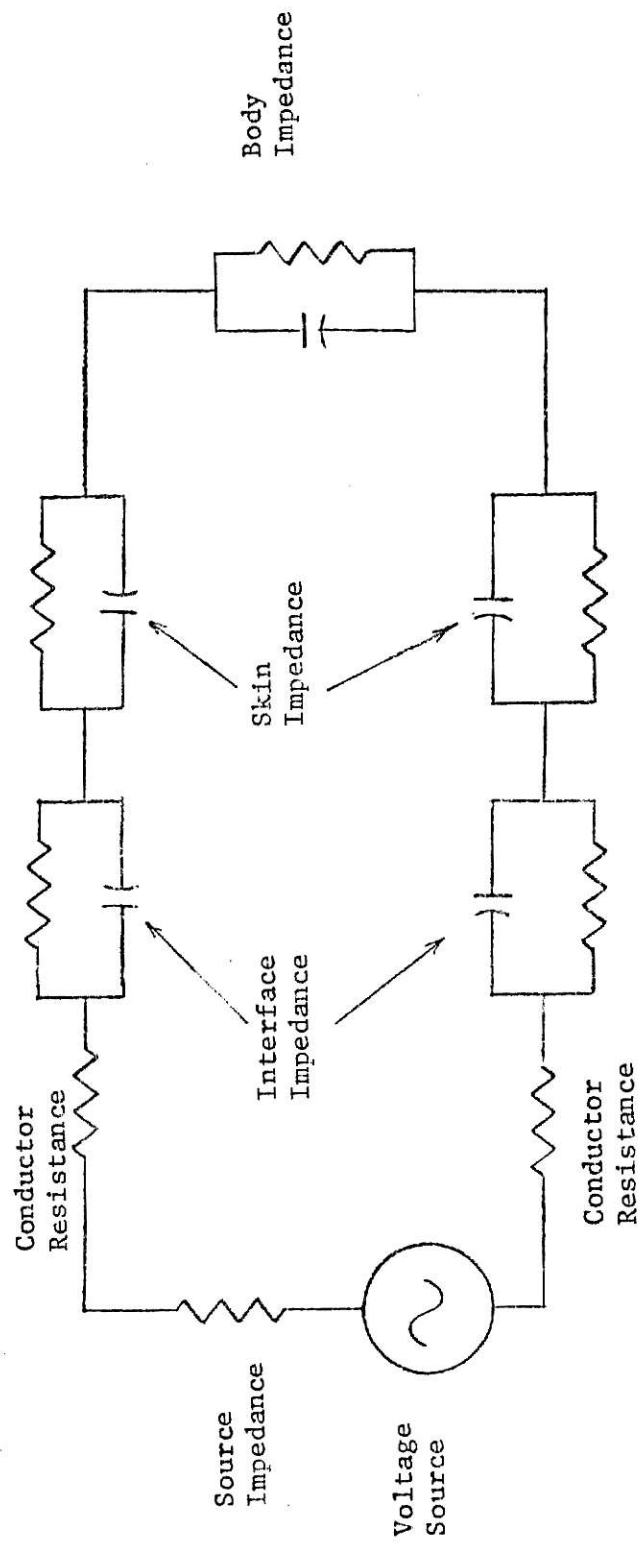 Conductor
Resistance
Source
Impedance
Voltage
Source
Interface
Impedance
Skin
Impedance
Body
Impedance
Conductor
Resistance